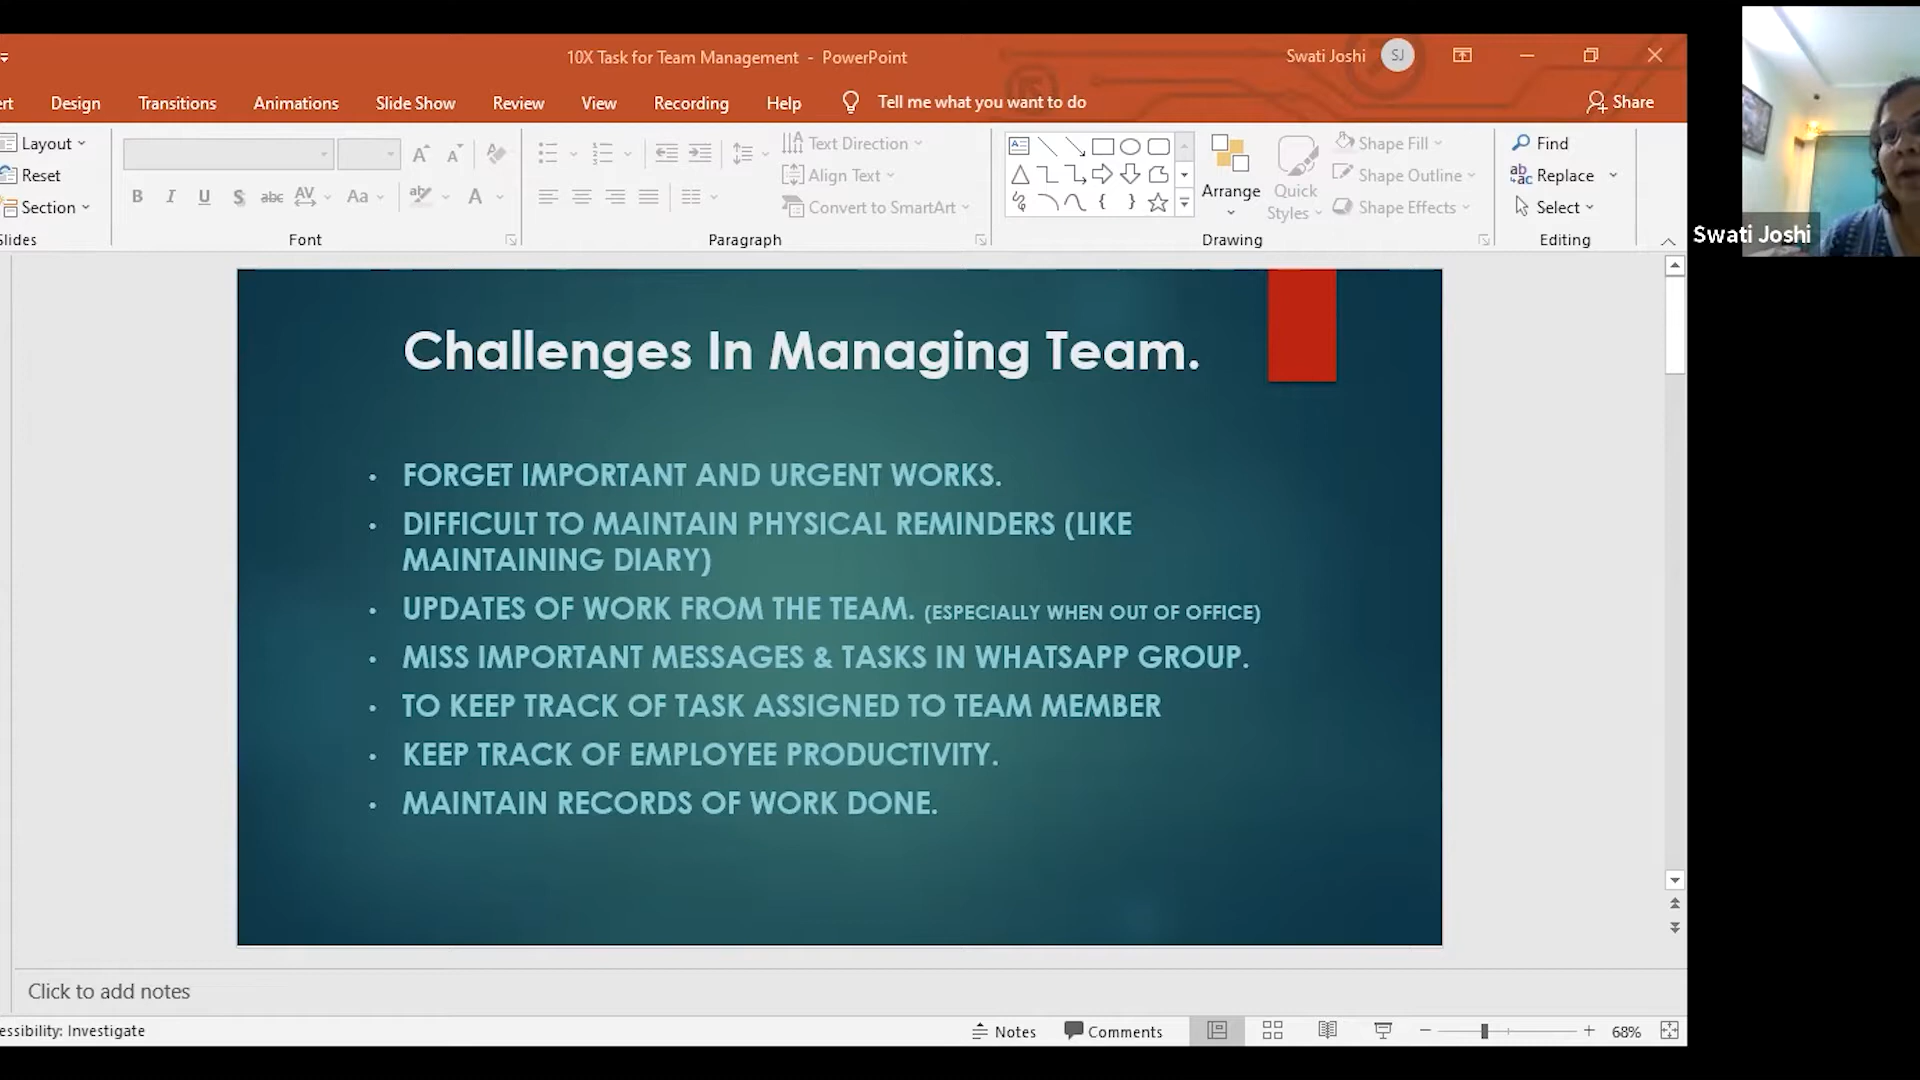 10X Task for Team Management - PowerPoint
Swati Joshi
SJ
ert
Design
Transitions
Animations
Slide Show
Review
View
Recording
Help
Tell me what you want to do
Share
Layout
Reset
Section
Slides
Font
Text Direction
Align Text
Convert to SmartArt
Paragraph
Arrange
Quick
Styles
Shape Fill
Shape Outline
Shape Effects
Drawing
Find
Replace
Select
Editing
Swati Joshi
Challenges In Managing Team.
• FORGET IMPORTANT AND URGENT WORKS.
• DIFFICULT TO MAINTAIN PHYSICAL REMINDERS (LIKE
MAINTAINING DIARY)
• UPDATES OF WORK FROM THE TEAM. (ESPECIALLY WHEN OUT OF OFFICE)
• MISS IMPORTANT MESSAGES & TASKS IN WHATSAPP GROUP.
• TO KEEP TRACK OF TASK ASSIGNED TO TEAM MEMBER
• KEEP TRACK OF EMPLOYEE PRODUCTIVITY.
• MAINTAIN RECORDS OF WORK DONE.
Click to add notes
essibility: Investigate
Notes
Comments
68%